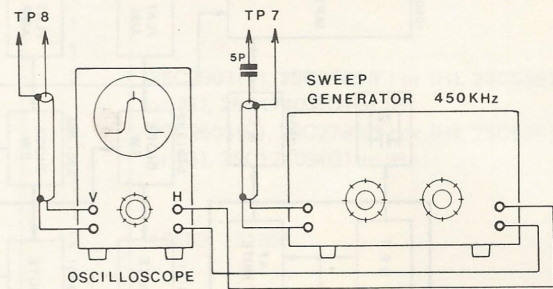 TP8
TP7
5P
SWEEP
GENERATOR 450KHz
V
H
OSCILLOSCOPE